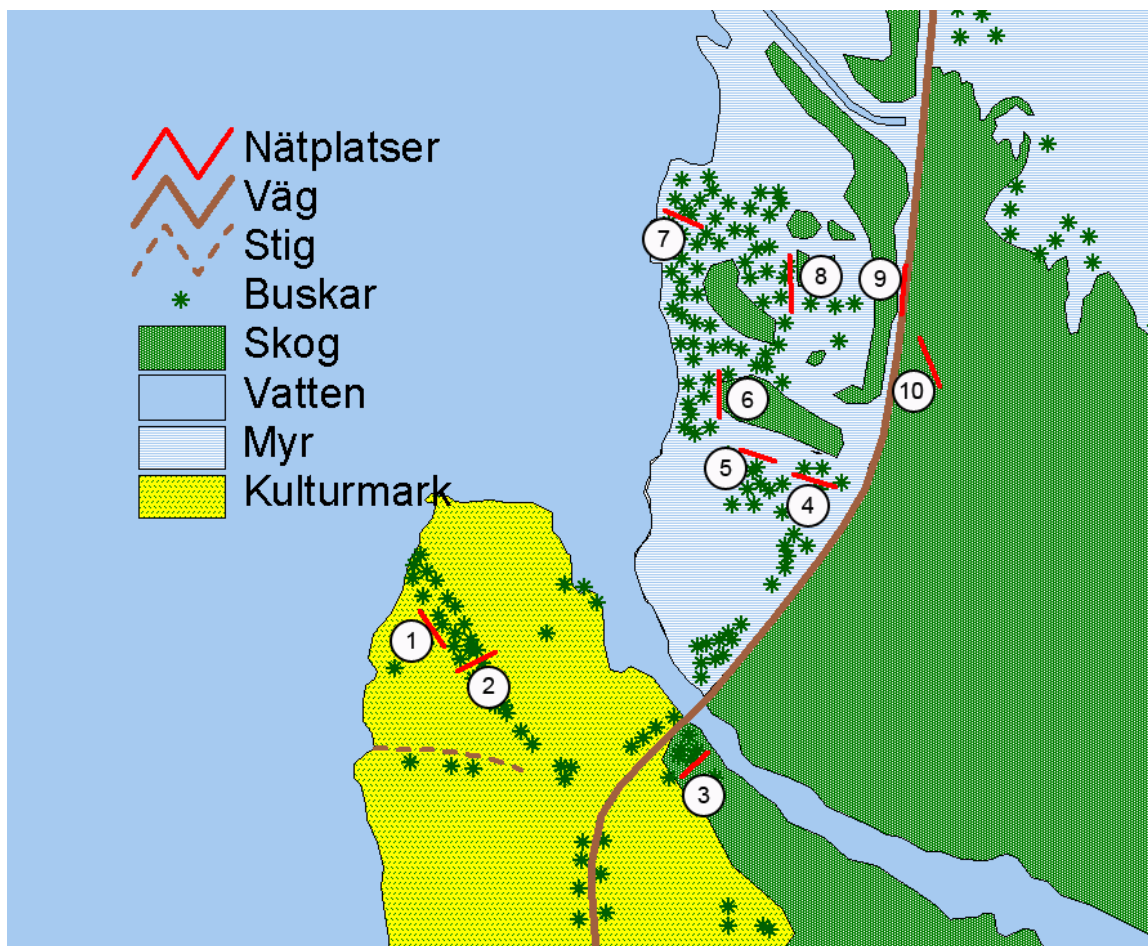 Nätplatser
Väg
Stig
Buskar
Skog
Vatten
Myr
Kulturmark
7
8
9
10
6
5
4
1
2
3